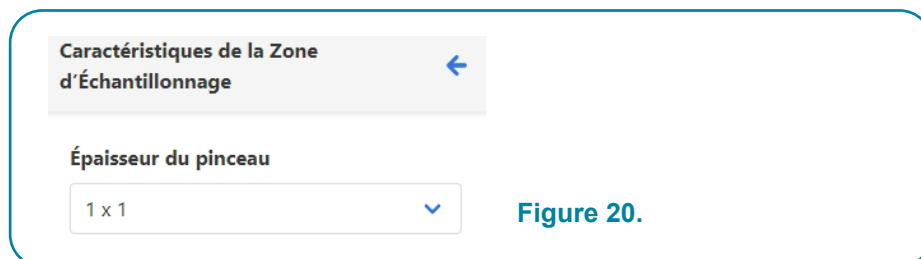 Caractéristiques de la Zone
d'Échantillonnage
Épaisseur du pinceau
1 x 1
Figure 20.